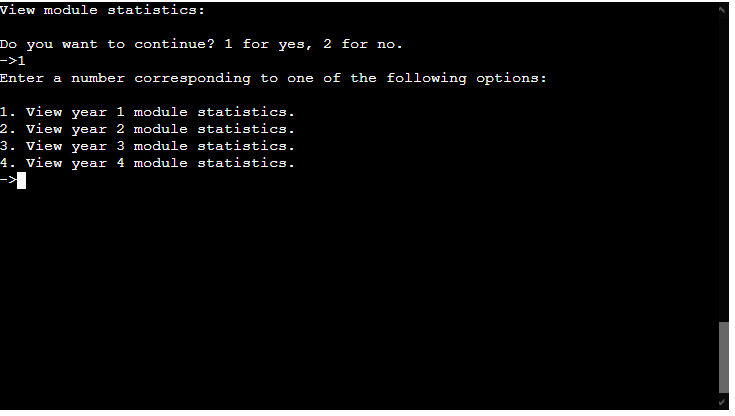 View module statistics:
Do you want to continue? 1 for yes, 2 for no.
->1
Enter a number corresponding to one of the following options:
1. View year 1 module statistics.
2. View year 2 module statistics.
3. View year 3 module statistics.
4. View year 4 module statistics.
->